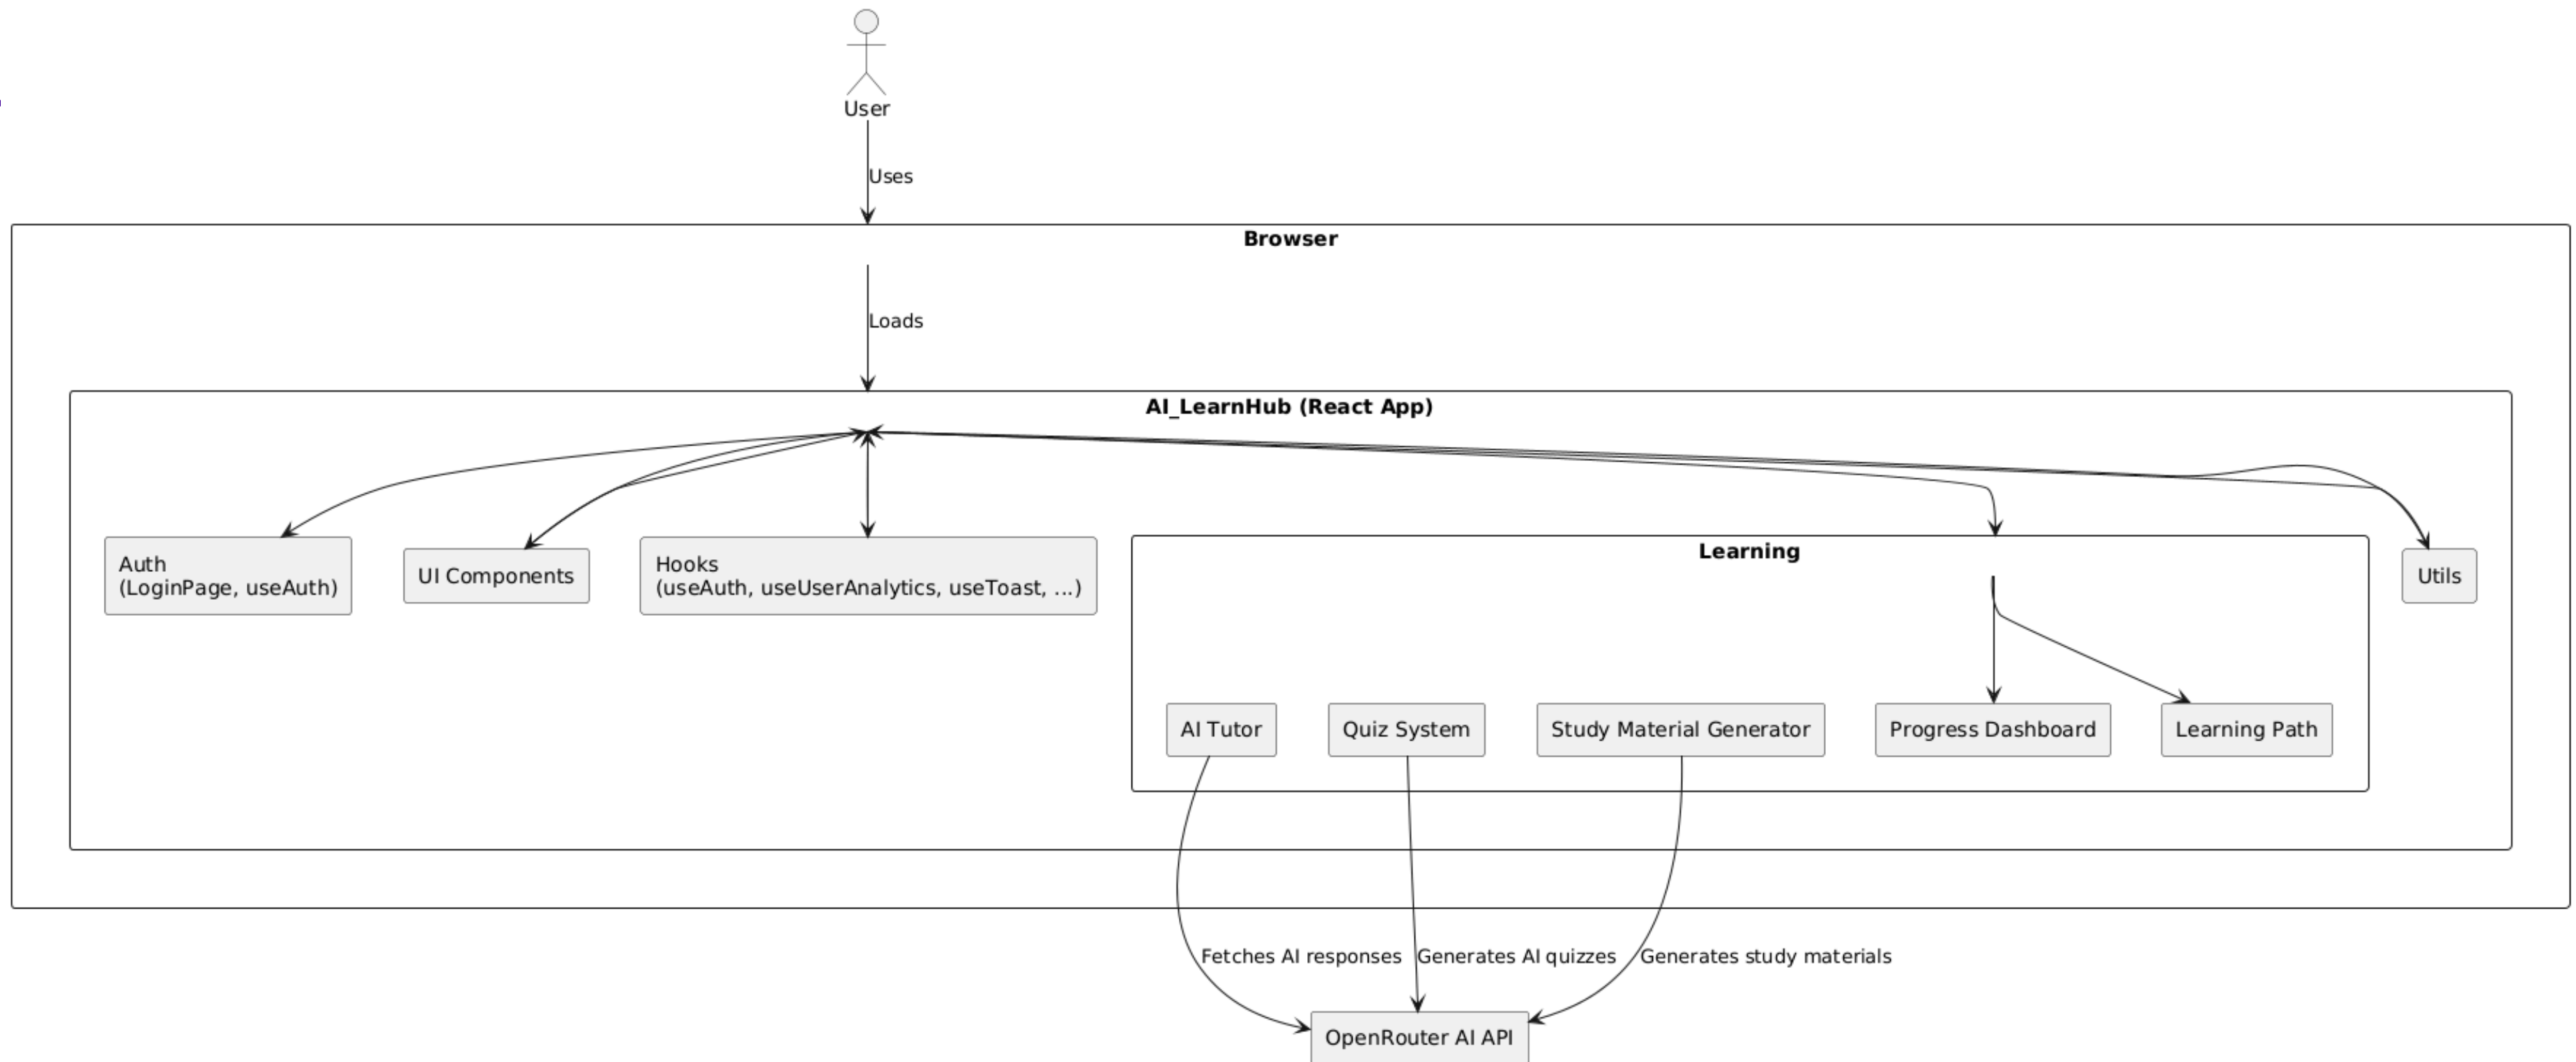 User
Uses
Browser
Loads
AI_LearnHub (React App)
Auth
(LoginPage, useAuth)
UI Components
Hooks
(useAuth, useUserAnalytics, useToast, ...)
Learning
Utils
AI Tutor
Quiz System
Study Material Generator
Progress Dashboard
Learning Path
Fetches AI responses
Generates AI quizzes
Generates study materials
OpenRouter AI API